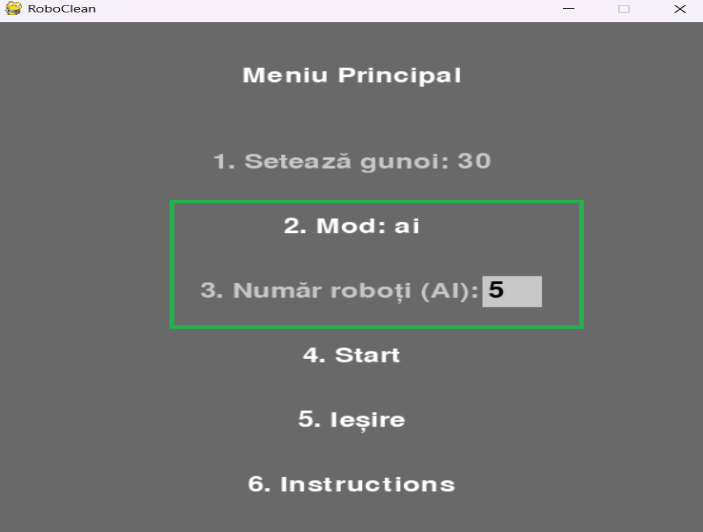 RoboClean
Meniu Principal
1. Setează gunoi: 30
2. Mod: ai
3. Număr roboți (AI): 5
4. Start
5. Ieșire
6. Instructions